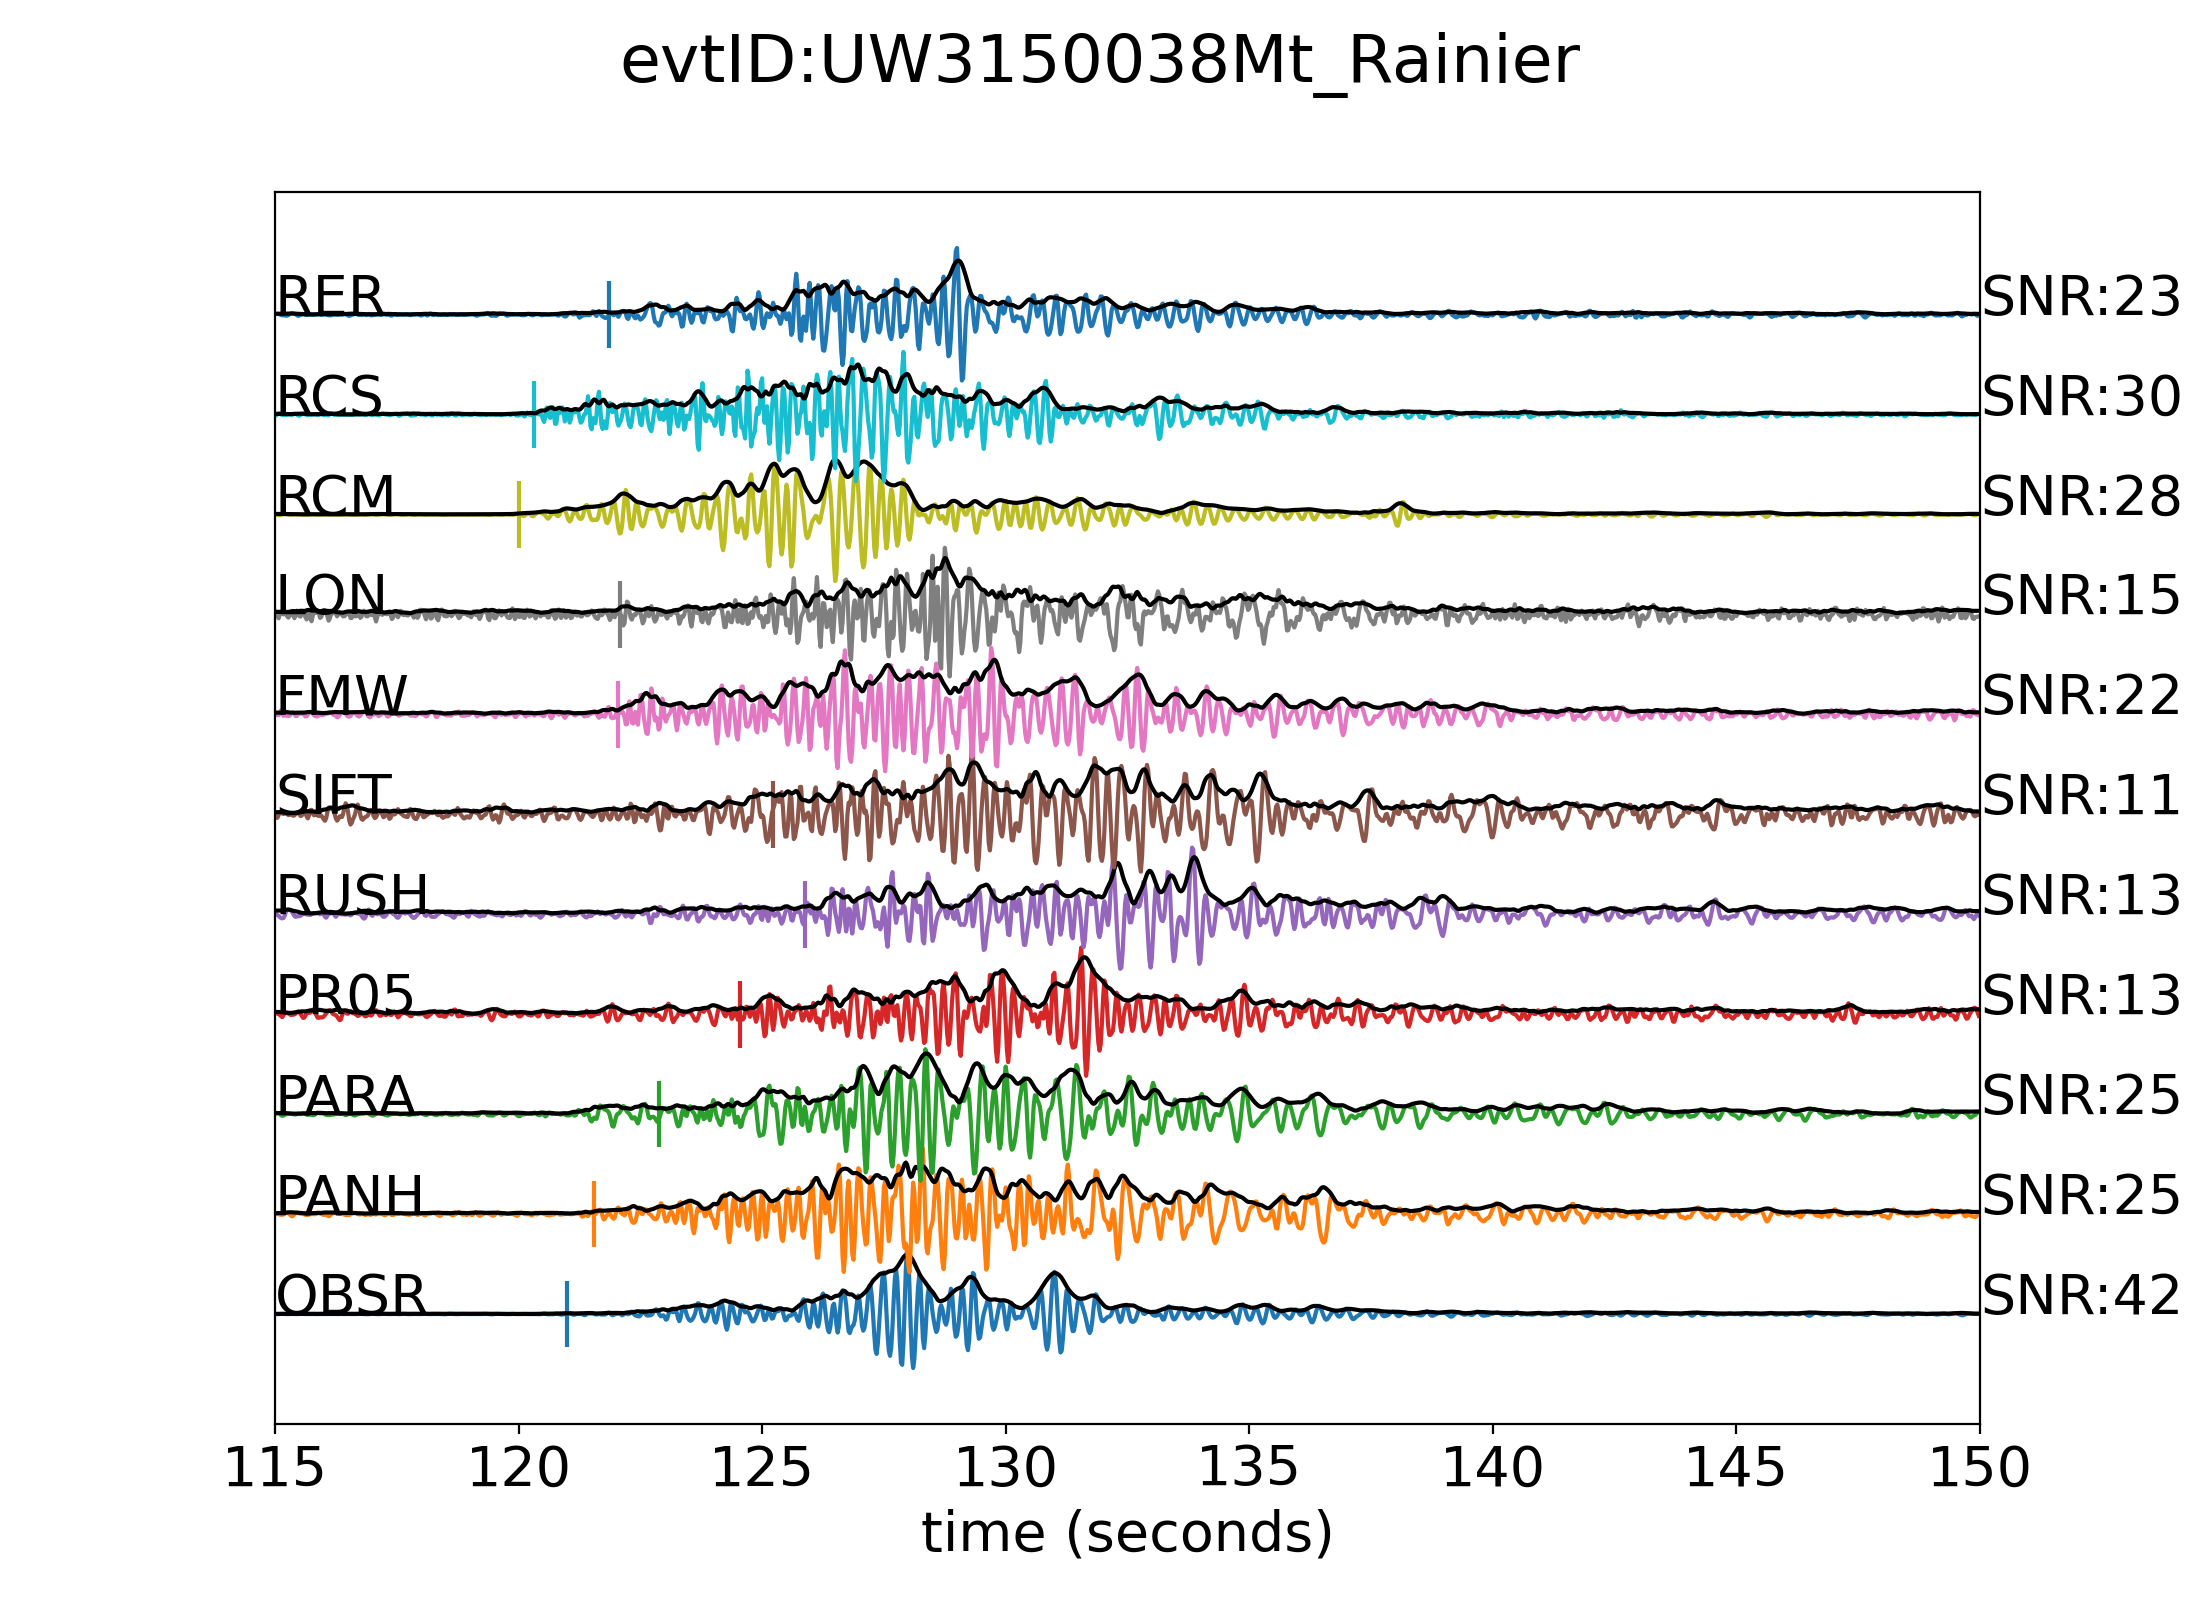 evtID:UW3150038Mt_Rainier
RER SNR:23
RCS SNR:30
RCM SNR:28
LON SNR:15
FMW SNR:22
SIFT SNR:11
RUSH SNR:13
PR05 SNR:13
PARA SNR:25
PANH SNR:25
OBSR SNR:42
115 120 125 130 135 140 145 150
time (seconds)